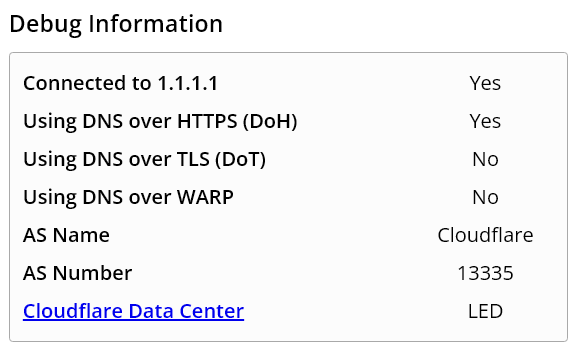 Debug Information
Connected to 1.1.1.1 Yes
Using DNS over HTTPS (DoH) Yes
Using DNS over TLS (DoT) No
Using DNS over WARP No
AS Name Cloudflare
AS Number 13335
Cloudflare Data Center LED